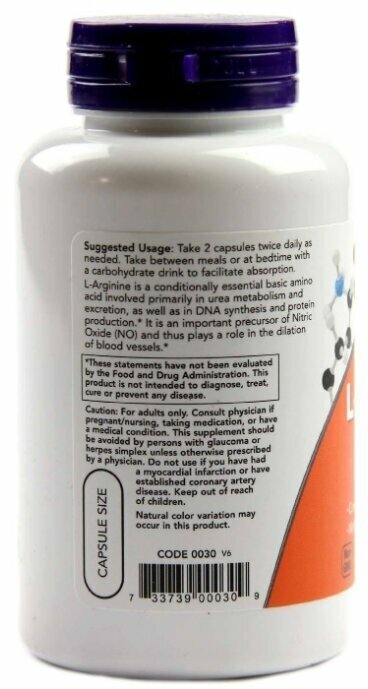 Suggested Usage: Take 2 capsules twice daily as
needed. Take between meals or at bedtime with
a carbohydrate drink to facilitate absorption.
L-Arginine is a conditionally essential basic amino
acid involved primarily in urea metabolism and
excretion, as well as in DNA synthesis and protein
production.* It is an important precursor of Nitric
Oxide (NO) and thus plays a role in the dilation
of blood vessels.*
*These statements have not been evaluated
by the Food and Drug Administration. This
product is not intended to diagnose, treat,
cure or prevent any disease.
Caution: For adults only. Consult physician if
pregnant/nursing, taking medication, or have
a medical condition. This supplement should
be avoided by persons with glaucoma or
herpes simplex unless otherwise prescribed
by a physician. Do not use if you have had
a myocardial infarction or have
established coronary artery
disease. Keep out of reach
of children.
Natural color variation may
occur in this product.
CAPSULE SIZE
CODE 0030 V6
7 33739 00030 9